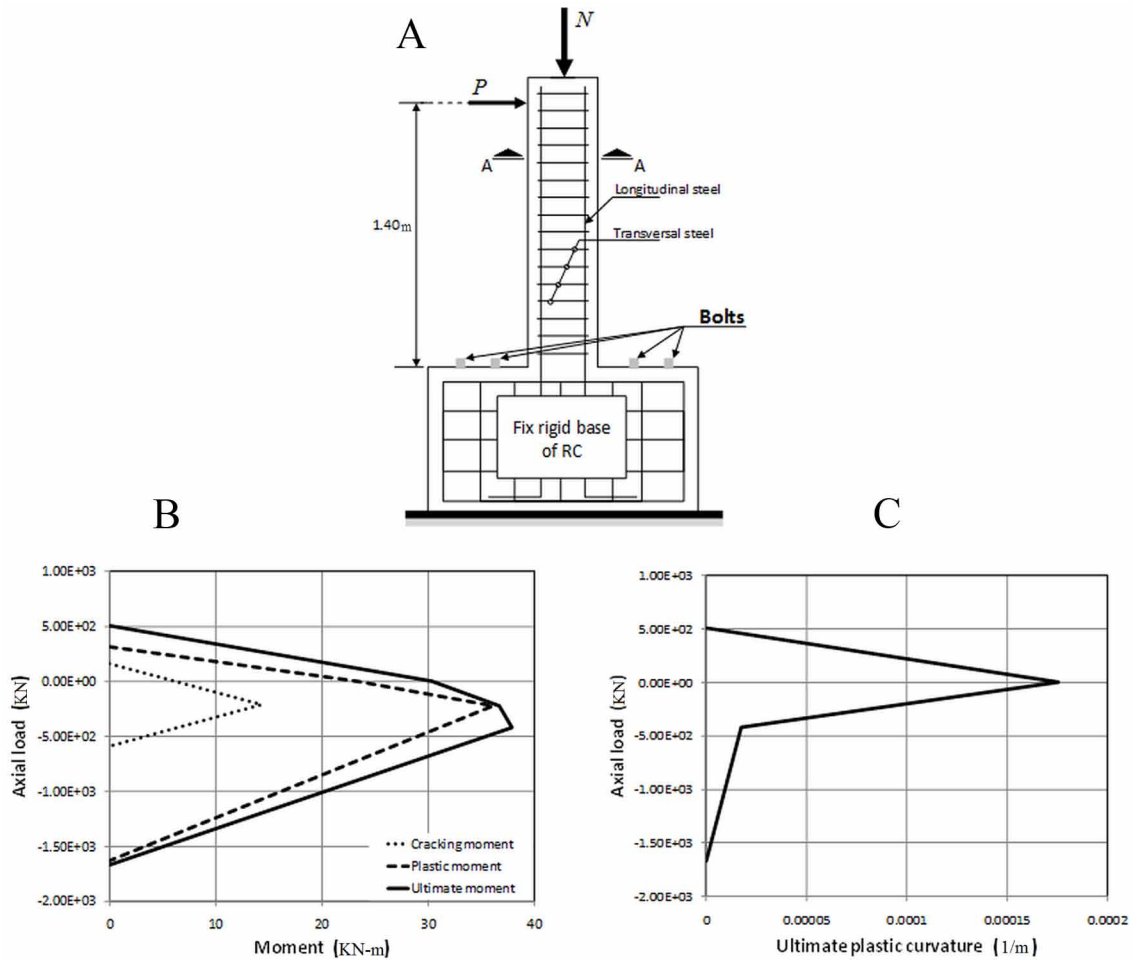 A
N
P
A
A
Longitudinal steel
1.40m
Transversal steel
Bolts
Fix rigid base
of RC
B
C
1.00E+03
5.00E+02
0.00E+00
-5.00E+02
-1.00E+03
-1.50E+03
-2.00E+03
Axial load (KN)
Cracking moment
Plastic moment
Ultimate moment
0
10
20
30
40
Moment (KN-m)
1.00E+03
5.00E+02
0.00E+00
-5.00E+02
-1.00E+03
-1.50E+03
-2.00E+03
Axial load (KN)
0
0.00005
0.0001
0.00015
0.0002
Ultimate plastic curvature (1/m)